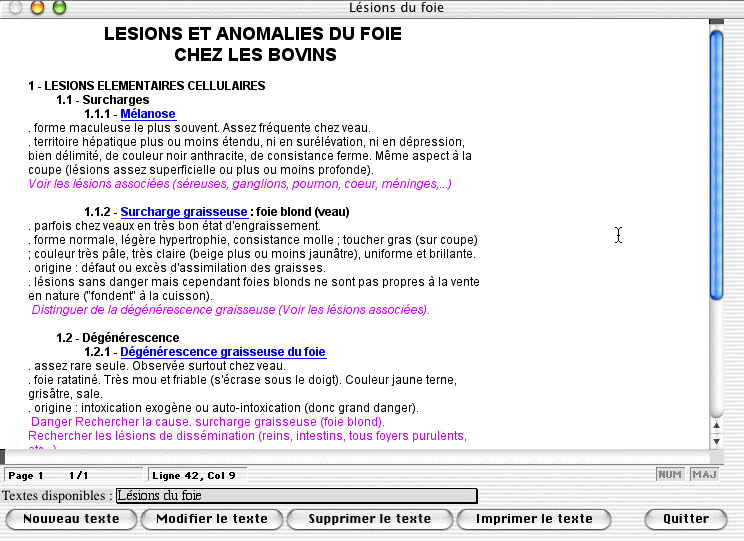 Lésions du foie
LESIONS ET ANOMALIES DU FOIE
CHEZ LES BOVINS
1 - LESIONS ELEMENTAIRES CELLULAIRES
1.1 - Surcharges
1.1.1 - Mélanose
. forme maculeuse le plus souvent. Assez fréquente chez veau.
. territoire hépatique plus ou moins étendu, ni en surélévation, ni en dépression,
bien délimité, de couleur noir anthracite, de consistance ferme. Même aspect à la
coupe (lésions assez superficielle ou plus ou moins profonde).
Voir les lésions associées (séreuses, ganglions, poumon, coeur, méninges,...)
1.1.2 - Surcharge graisseuse : foie blond (veau)
. parfois chez veaux en très bon état d'engraissement.
. forme normale, légère hypertrophie, consistance molle ; toucher gras (sur coupe)
; couleur très pâle, très claire (beige plus ou moins jaunâtre), uniforme et brillante.
. origine : défaut ou excès d'assimilation des graisses.
. lésions sans danger mais cependant foies blonds ne sont pas propres à la vente
en nature ("fondent" à la cuisson).
Distinguer de la dégénérescence graisseuse (Voir les lésions associées).
1.2 - Dégénérescence
1.2.1 - Dégénérescence graisseuse du foie
. assez rare seule. Observée surtout chez veau.
. foie ratatiné. Très mou et friable (s'écrase sous le doigt). Couleur jaune terne,
grisâtre, sale.
. origine : intoxication exogène ou auto-intoxication (donc grand danger).
Danger Rechercher la cause. surcharge graisseuse (foie blond).
Rechercher les lésions de dissémination (reins, intestins, tous foyers purulents,
etc...)
Page 1 1/1 Ligne 42, Col 9 NUM MAJ
Textes disponibles : Lésions du foie
Nouveau texte Modifier le texte Supprimer le texte Imprimer le texte Quitter